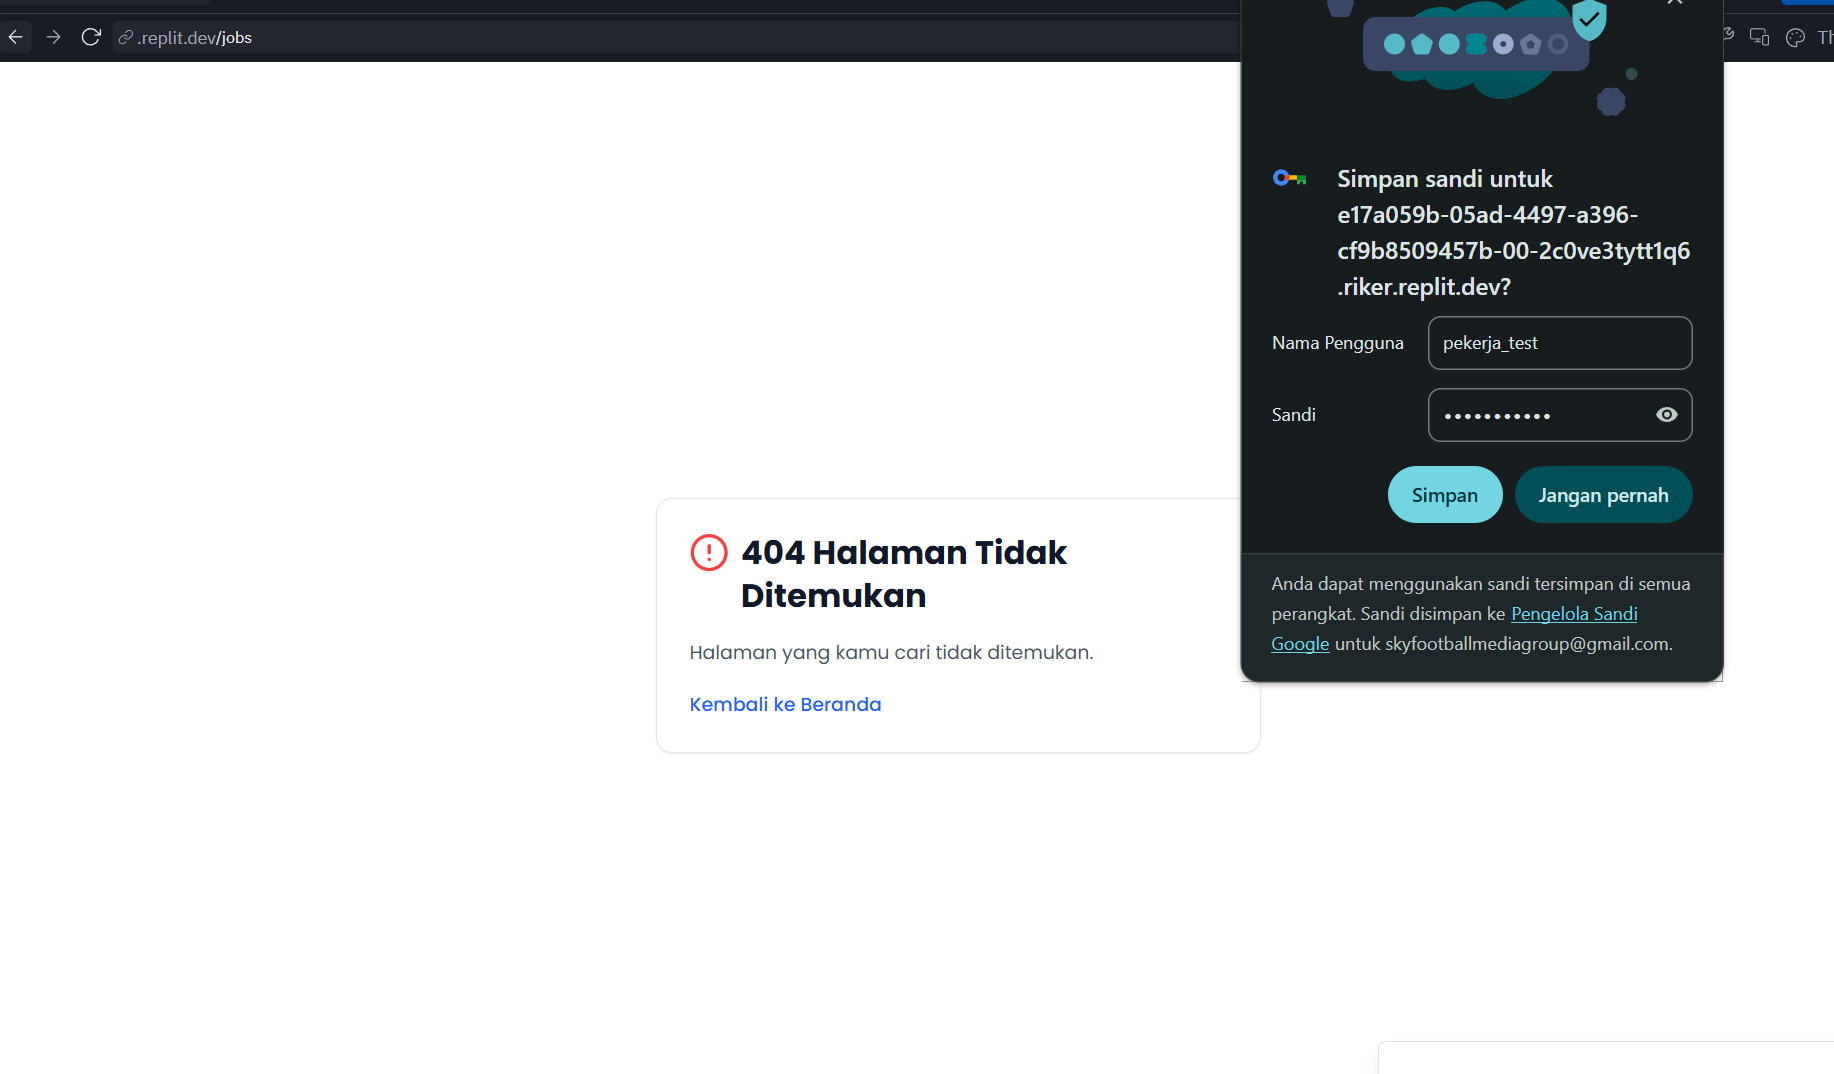 .replit.dev/jobs
Th
Simpan sandi untuk
e17a059b-05ad-4497-a396-
cf9b8509457b-00-2c0ve3tytt1q6
.riker.replit.dev?
Nama Pengguna
pekerja_test
Sandi
Simpan
Jangan pernah
Anda dapat menggunakan sandi tersimpan di semua
perangkat. Sandi disimpan ke Pengelola Sandi
Google untuk skyfootballmediagroup@gmail.com.
404 Halaman Tidak
Ditemukan
Halaman yang kamu cari tidak ditemukan.
Kembali ke Beranda